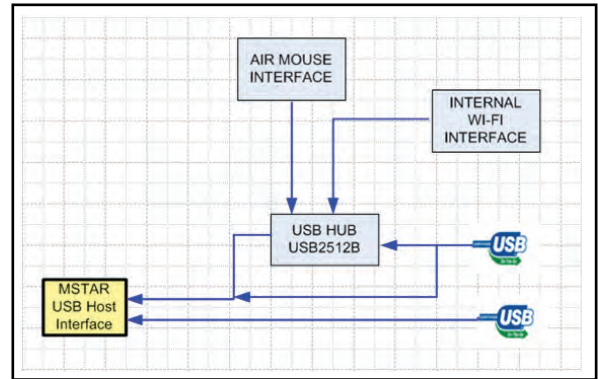 AIR MOUSE
INTERFACE
INTERNAL
WI-FI
INTERFACE
USB HUB
USB2512B
USB
MSTAR
USB Host
Interface
USB